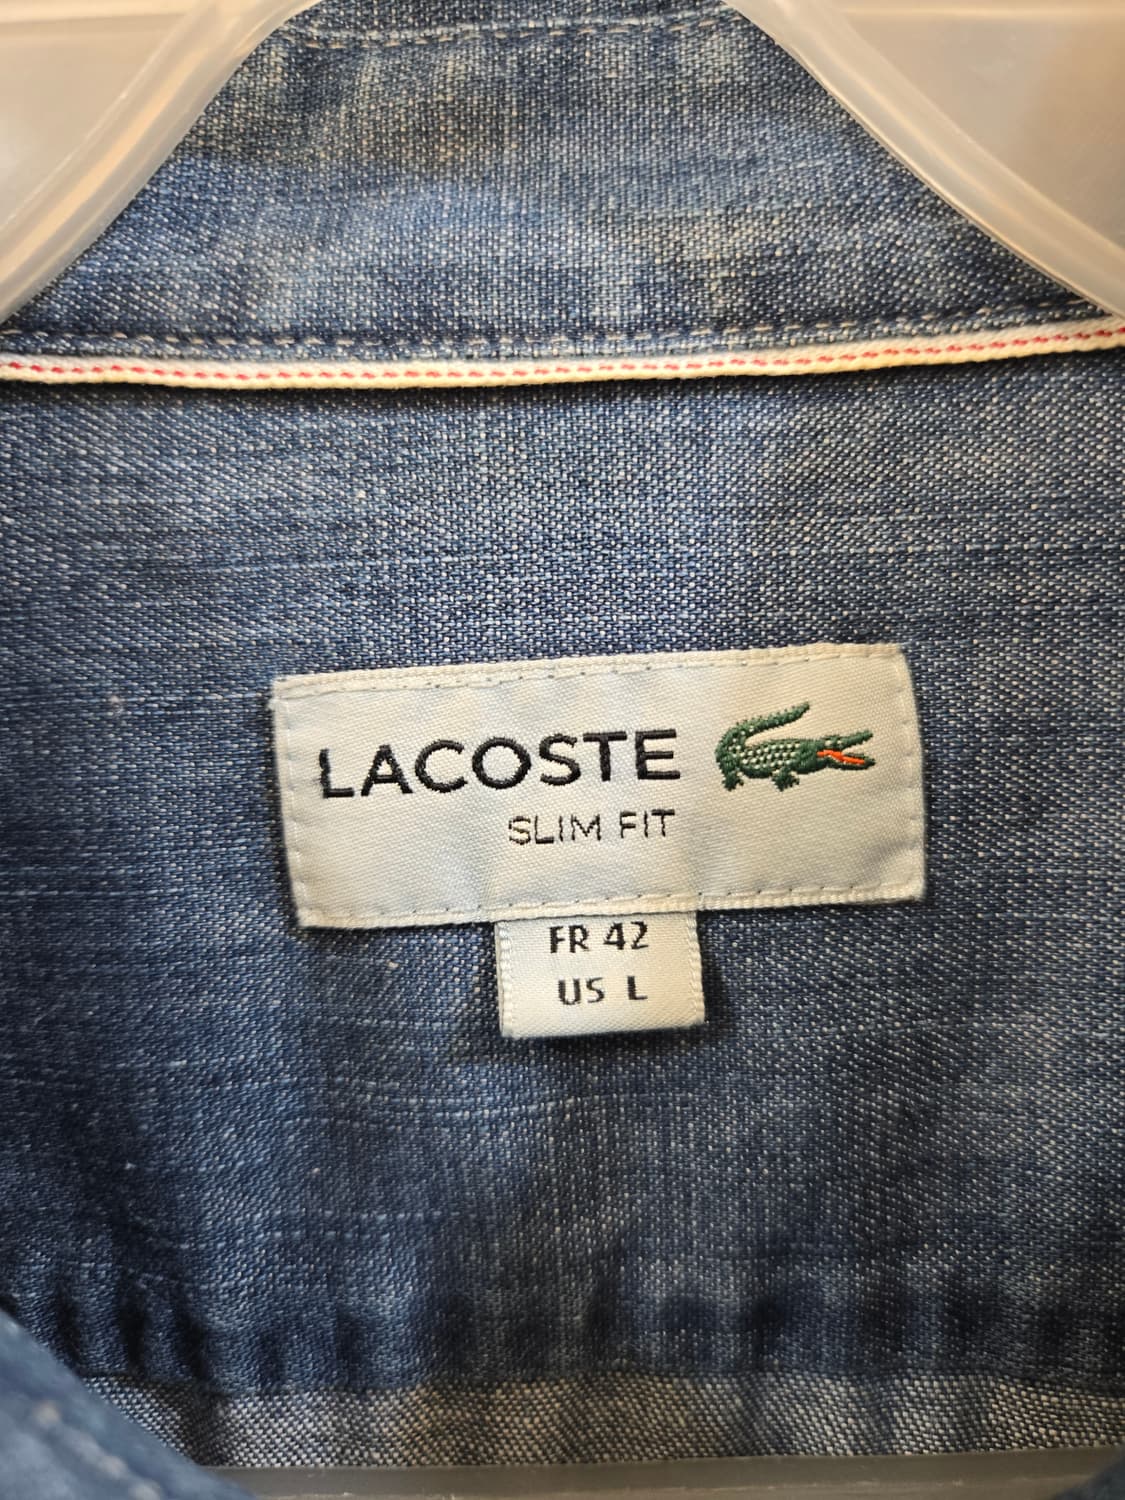 LACOSTE
SLIM FIT
FR 42
US L